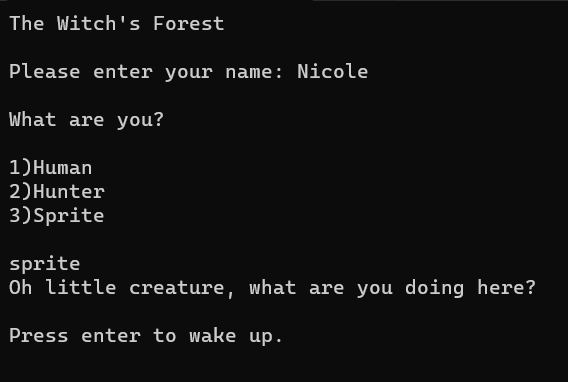 The Witch's Forest
Please enter your name: Nicole
What are you?
1)Human
2)Hunter
3)Sprite
sprite
Oh little creature, what are you doing here?
Press enter to wake up.